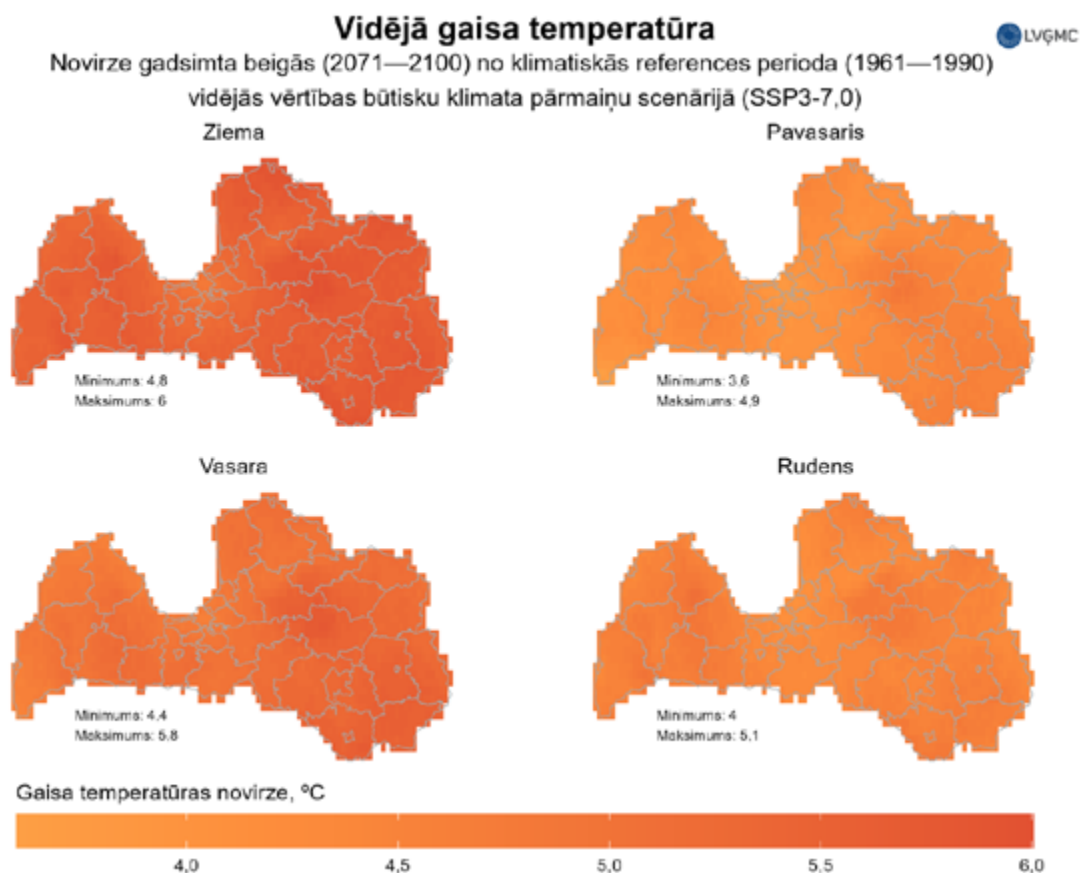 Vidējā gaisa temperatūra
LVĢMC
Novirze gadsimta beigās (2071—2100) no klimatiskās references perioda (1961—1990)
vidējās vērtības būtisku klimata pārmaiņu scenārijā (SSP3-7,0)
Ziema
Pavasaris
Minimums: 4,8
Maksimums: 6
Minimums: 3,6
Maksimums: 4,9
Vasara
Rudens
Minimums: 4,4
Maksimums: 5,8
Minimums: 4
Maksimums: 5,1
Gaisa temperatūras novirze, ºC
4,0 4,5 5,0 5,5 6,0